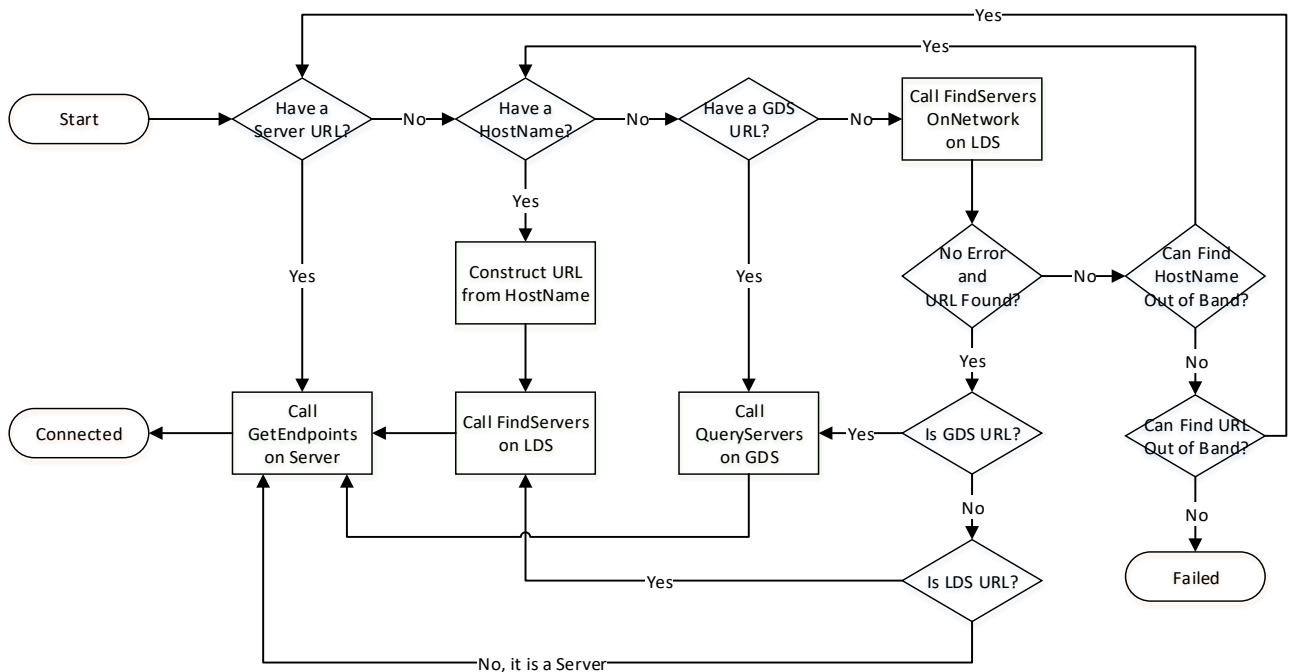 Yes
Yes
Start
Have a
Server URL?
No
Have a
HostName?
No
Have a GDS
URL?
No
Call FindServers
OnNetwork
on LDS
Yes
Construct URL
from HostName
Yes
Yes
No Error
and
URL Found?
No
Can Find
HostName
Out of Band?
Yes
No
Connected
Call
GetEndpoints
on Server
Call FindServers
on LDS
Call
QueryServers
on GDS
Yes
Is GDS URL?
Can Find URL
Out of Band?
No
No
Yes
Is LDS URL?
Failed
No, it is a Server